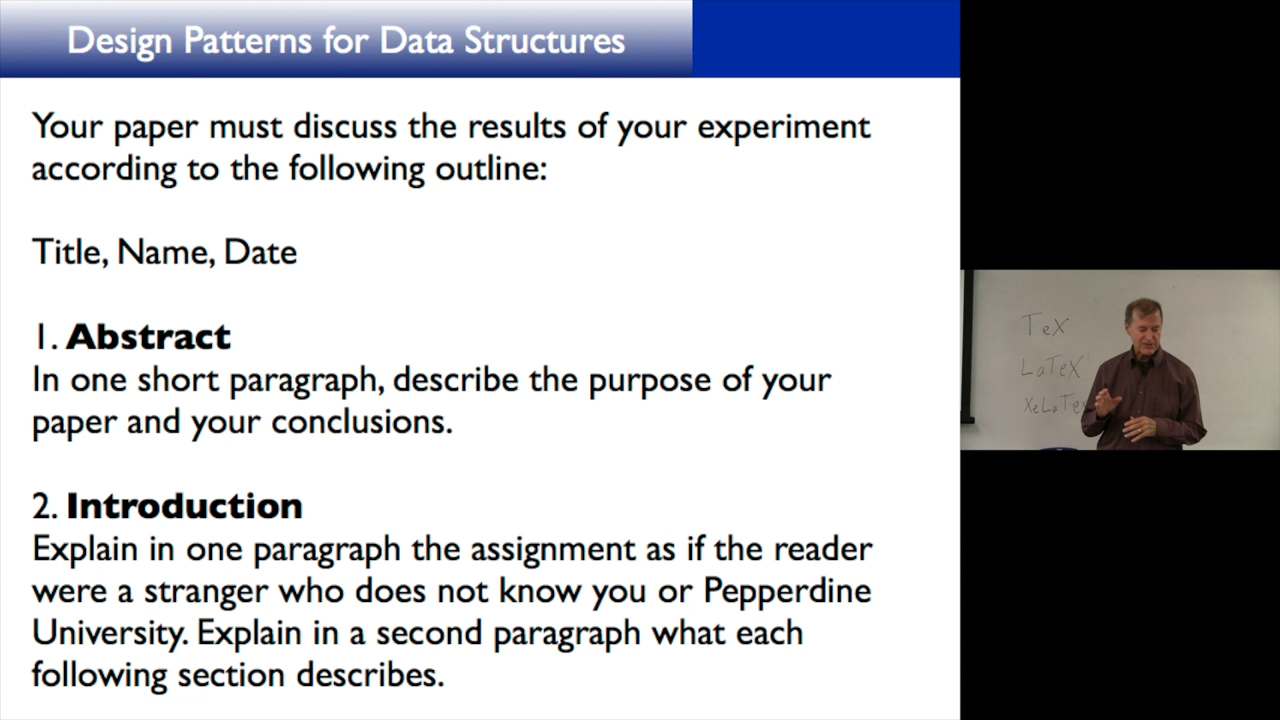 Design Patterns for Data Structures
Your paper must discuss the results of your experiment
according to the following outline:
Title, Name, Date
1. Abstract
In one short paragraph, describe the purpose of your
paper and your conclusions.
2. Introduction
Explain in one paragraph the assignment as if the reader
were a stranger who does not know you or Pepperdine
University. Explain in a second paragraph what each
following section describes.
TeX
LaTeX
XeLaTe